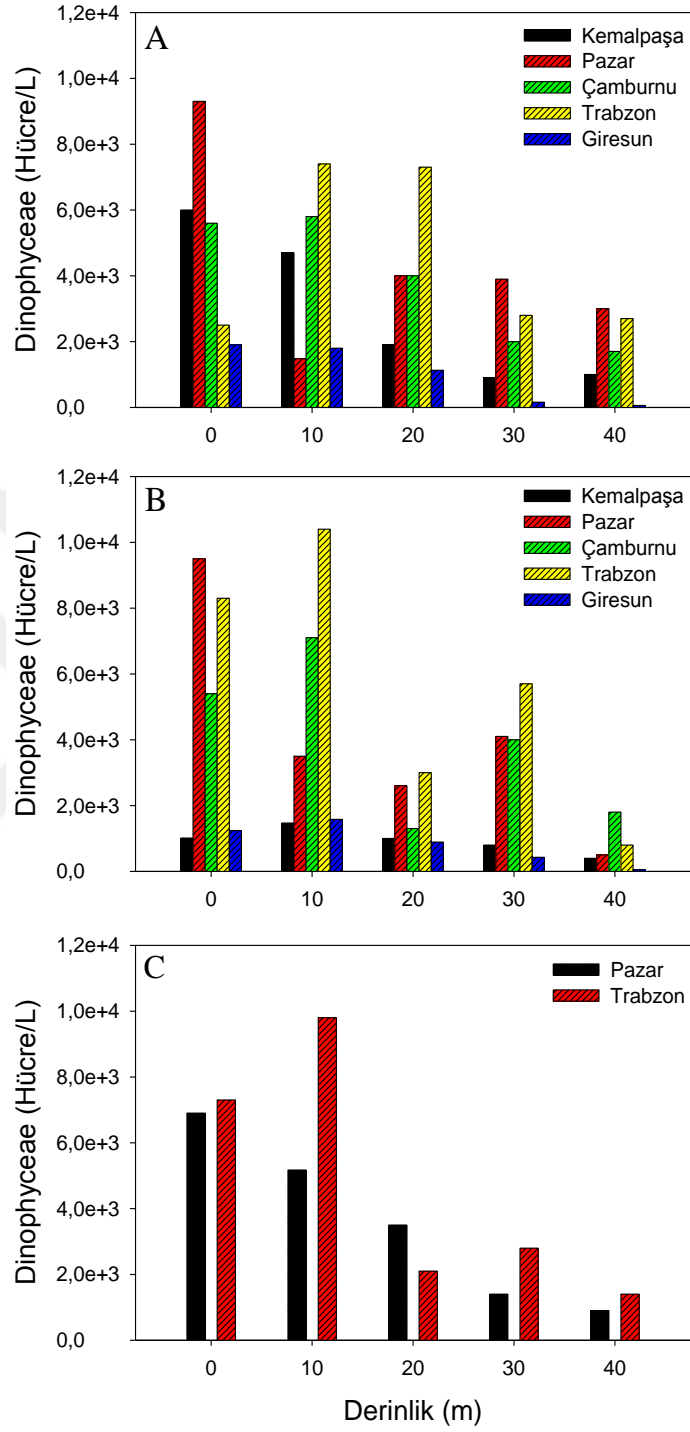 A
Kemalpaşa
Pazar
Çamburnu
Trabzon
Giresun
Dinophyceae (Hücre/L)
1,2e+4
1,0e+4
8,0e+3
6,0e+3
4,0e+3
2,0e+3
0,0
0 10 20 30 40
B
Kemalpaşa
Pazar
Çamburnu
Trabzon
Giresun
Dinophyceae (Hücre/L)
1,2e+4
1,0e+4
8,0e+3
6,0e+3
4,0e+3
2,0e+3
0,0
0 10 20 30 40
C
Pazar
Trabzon
Dinophyceae (Hücre/L)
1,2e+4
1,0e+4
8,0e+3
6,0e+3
4,0e+3
2,0e+3
0,0
0 10 20 30 40
Derinlik (m)